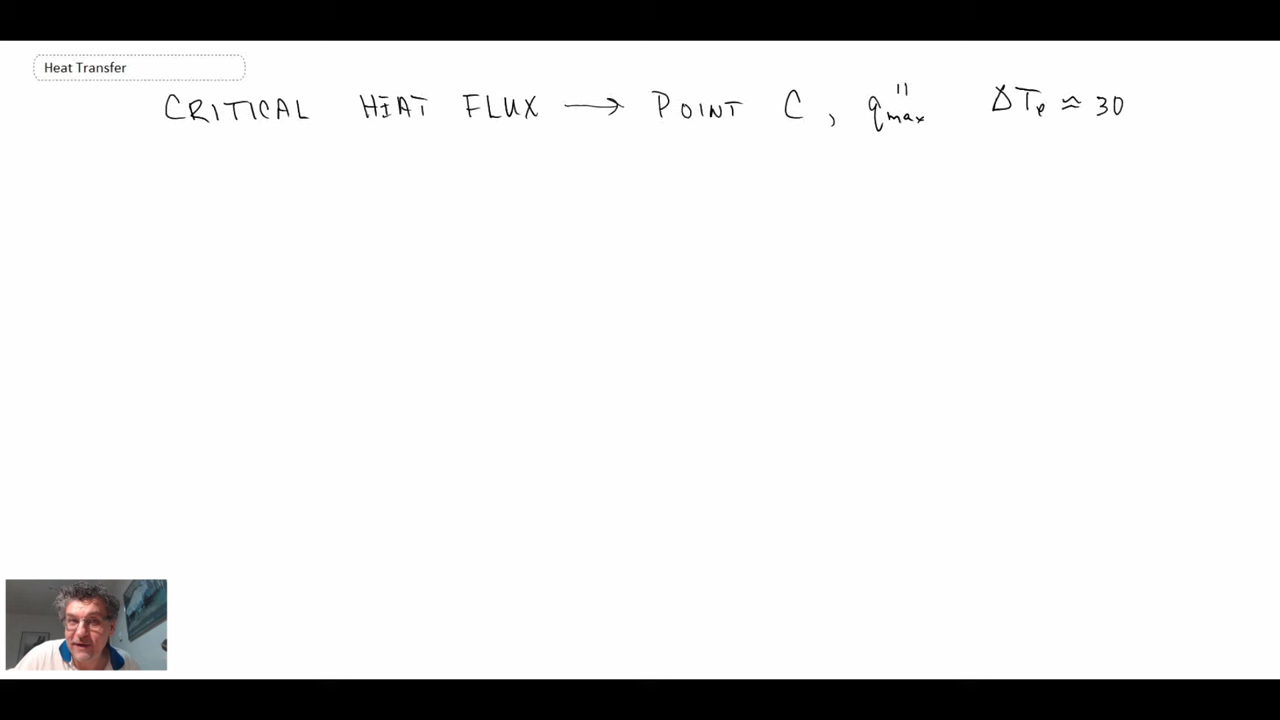 Heat Transfer
CRITICAL HEAT FLUX → POINT C, q"max ΔTe ≈ 30